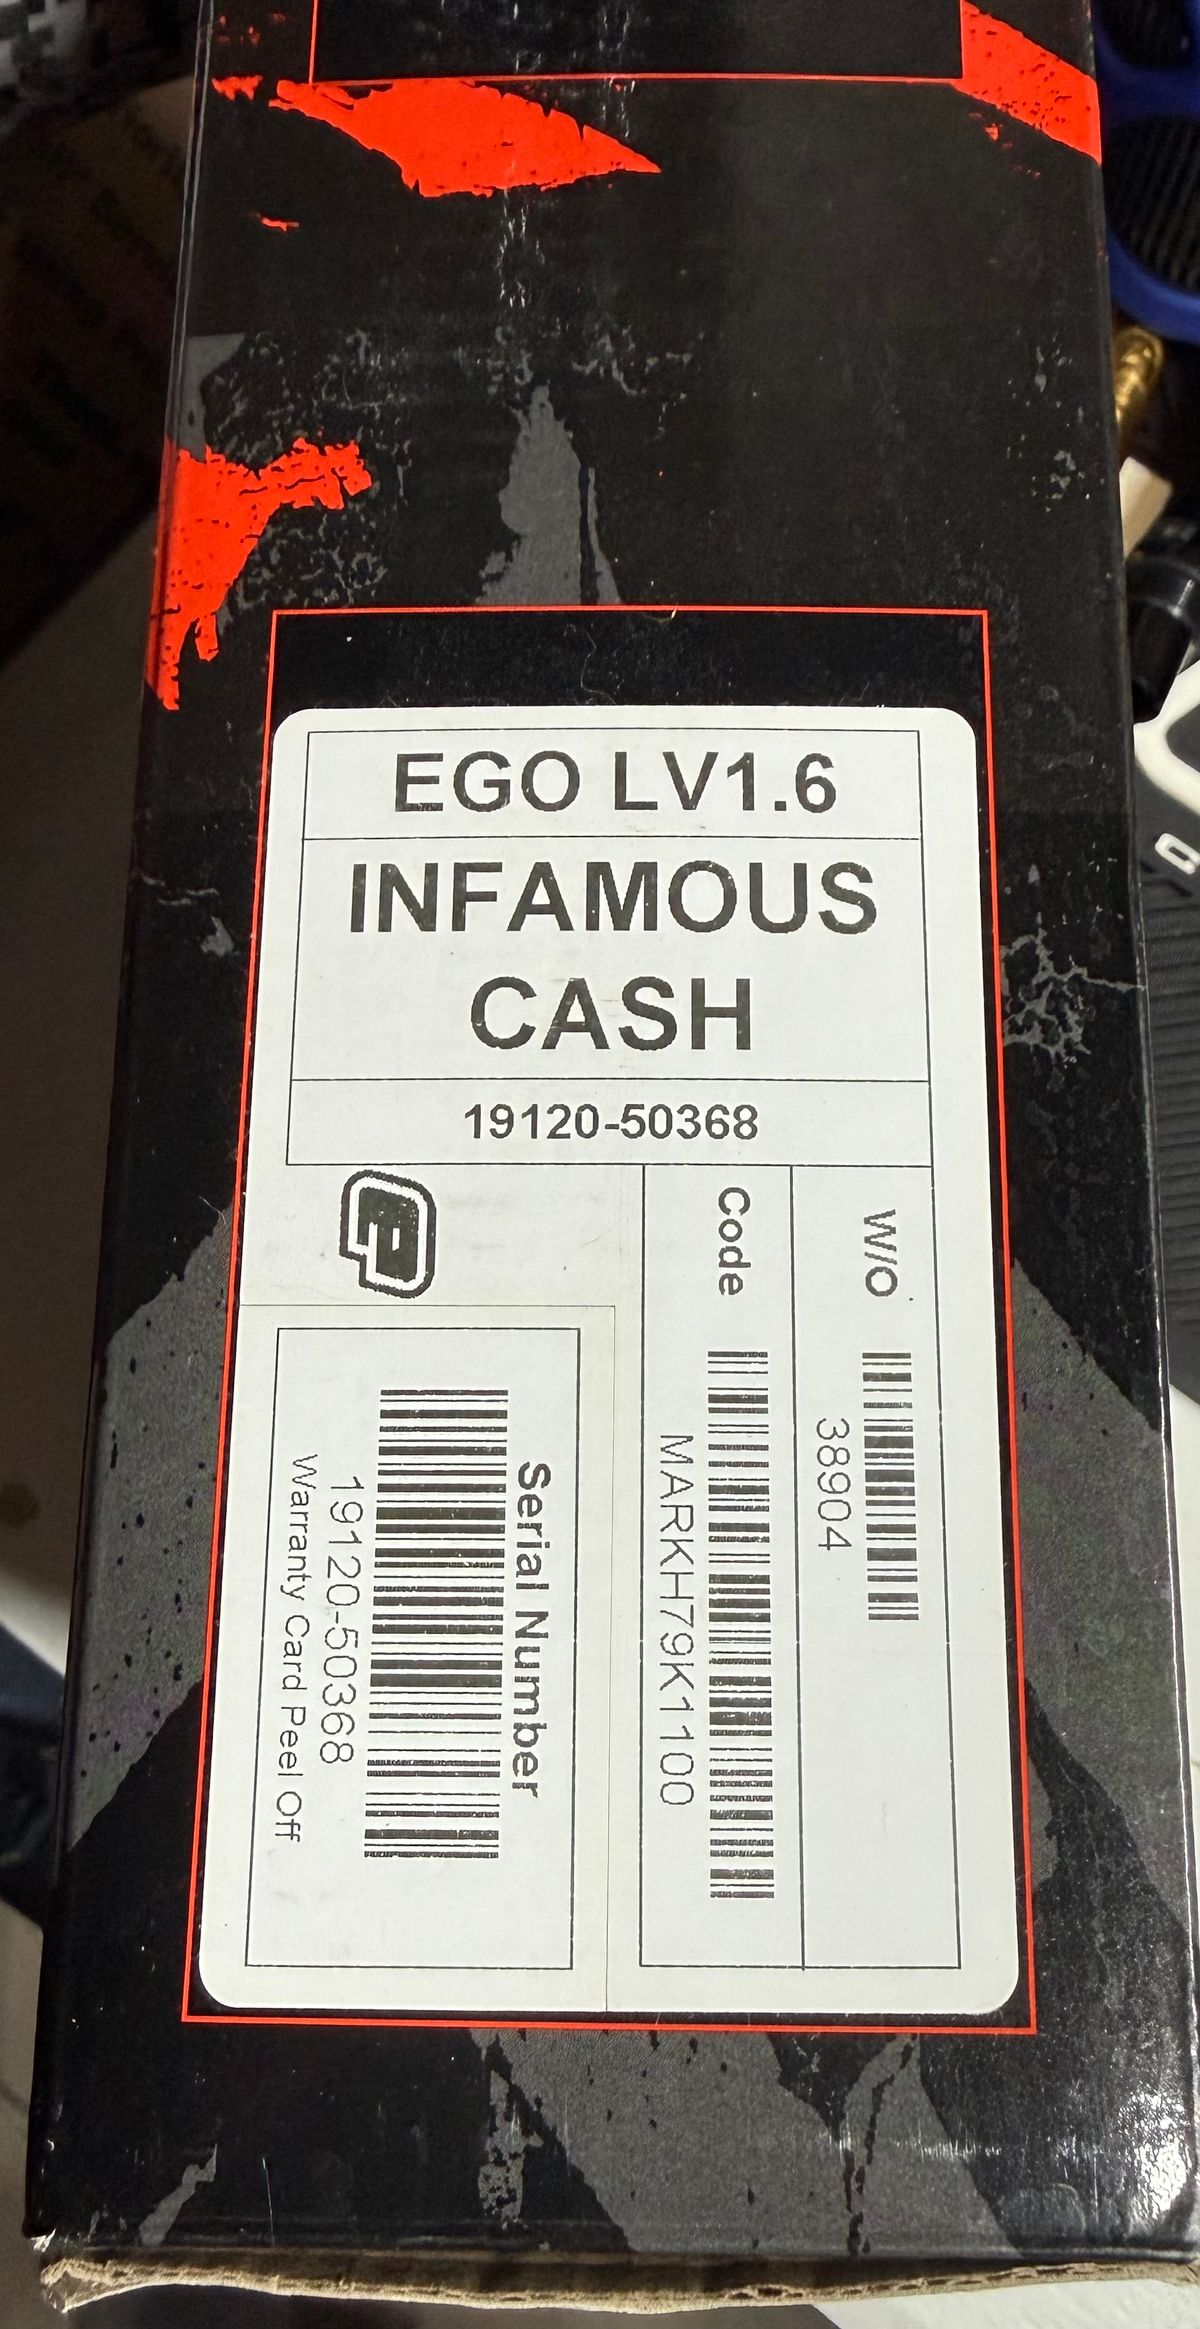 EGO LV1.6
INFAMOUS
CASH
19120-50368
W/O
38904
Code
MARKH79K1100
e
Serial Number
19120-50368
Warranty Card Peel Off